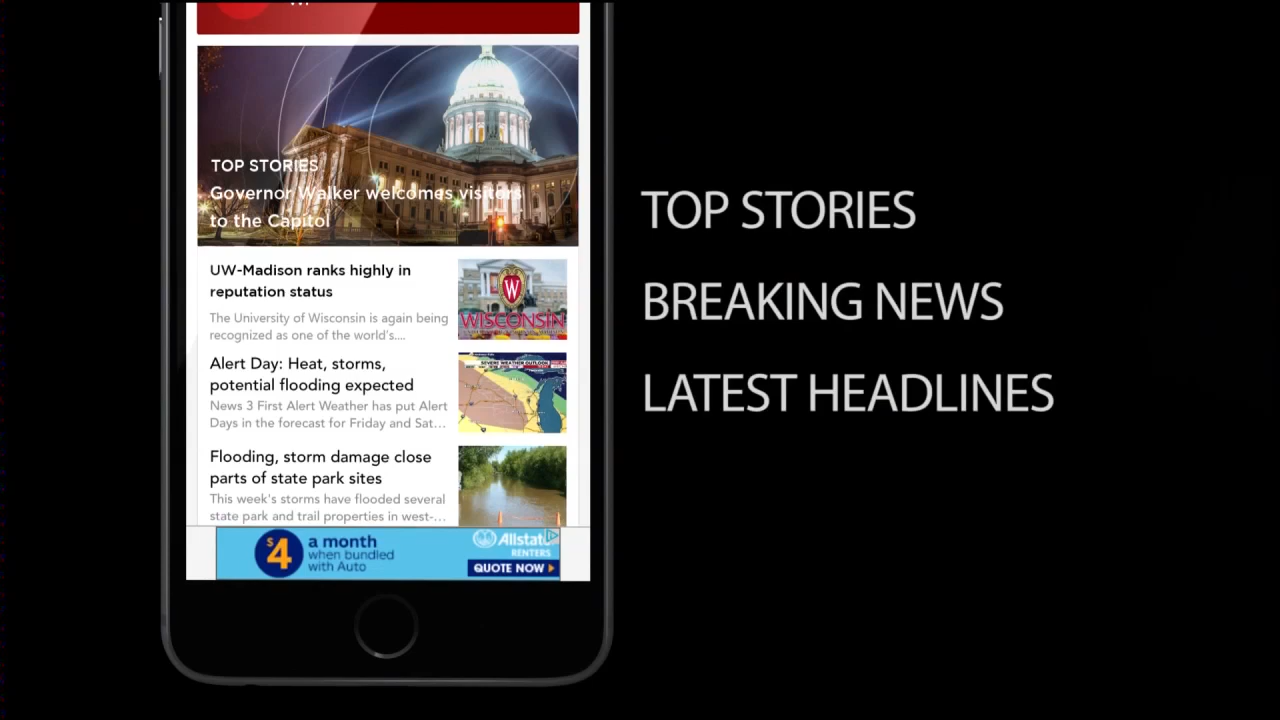 TOP STORIES
Governor Walker welcomes visitors
to the Capitol
UW-Madison ranks highly in
reputation status
The University of Wisconsin is again being
recognized as one of the world's....
W
WISCONSIN
Alert Day: Heat, storms,
potential flooding expected
News 3 First Alert Weather has put Alert
Days in the forecast for Friday and Sat...
SEVERE WEATHER OUTLOOK
Flooding, storm damage close
parts of state park sites
This week's storms have flooded several
state park and trail properties in west-...
$4
a month
when bundled
with Auto
Allstate
RENTERS
QUOTE NOW
TOP STORIES
BREAKING NEWS
LATEST HEADLINES